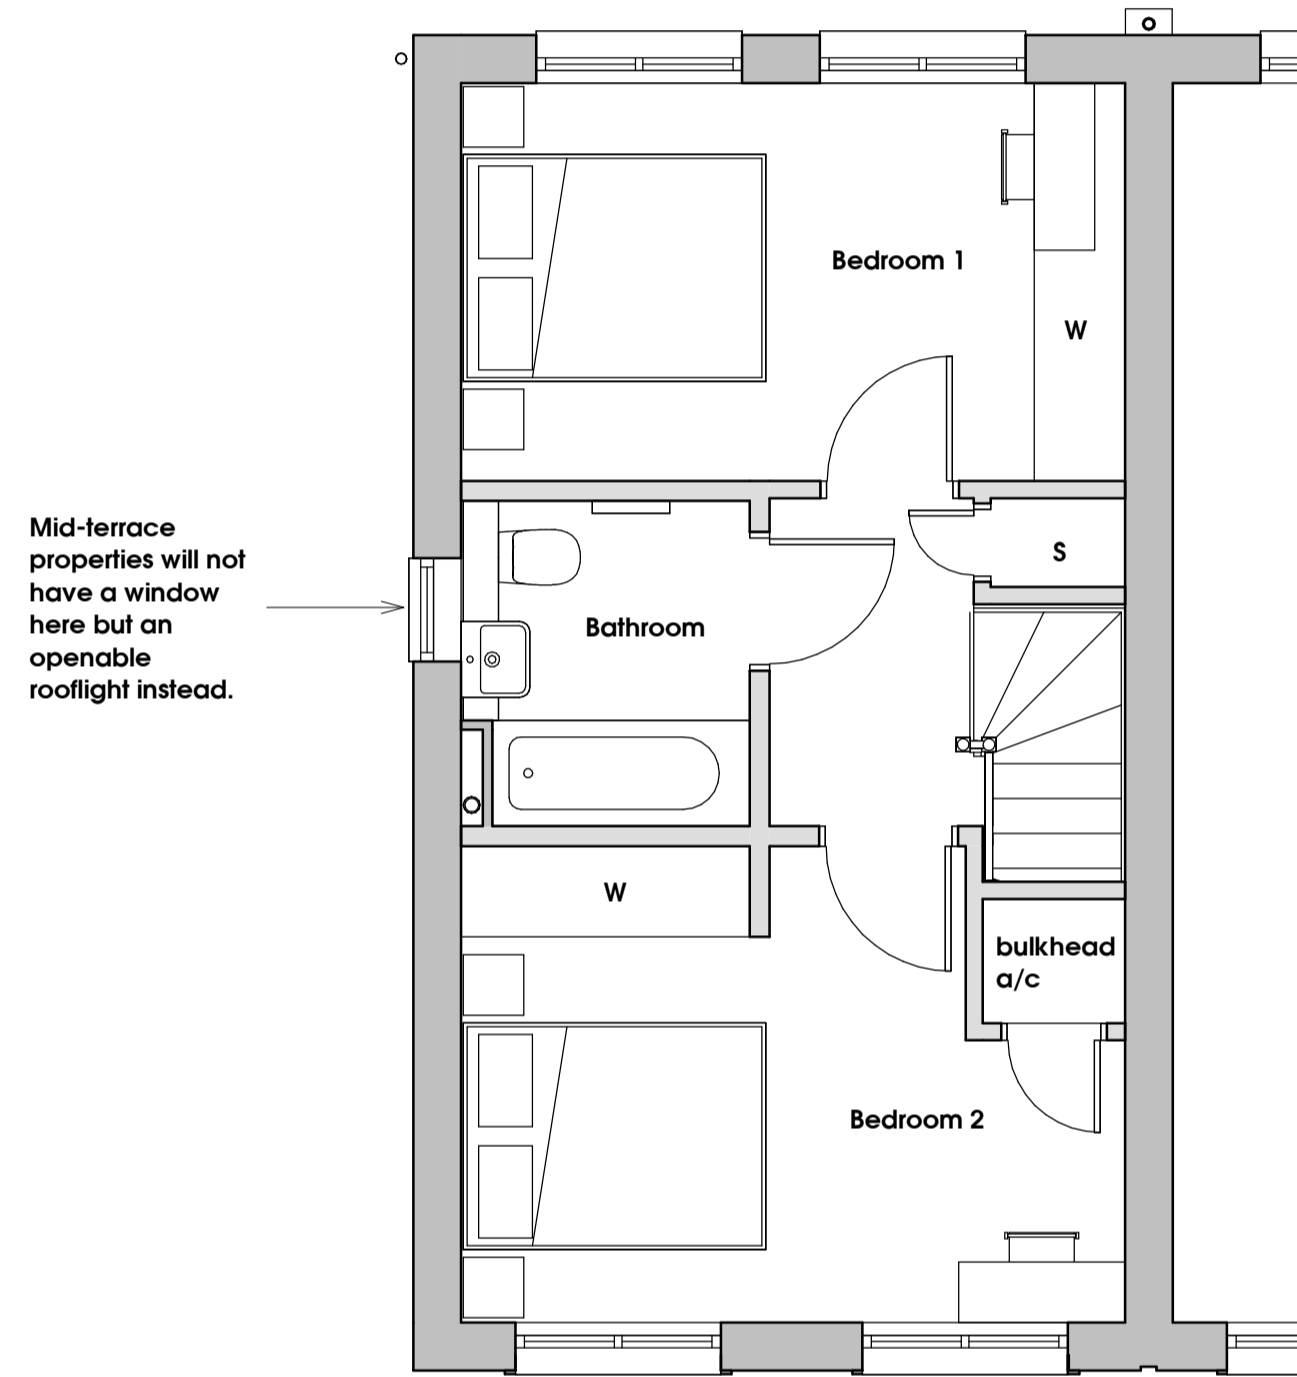 Bedroom 1
W
Mid-terrace
properties will not
have a window
here but an
openable
rooflight instead.
S
Bathroom
W
bulkhead
a/c
Bedroom 2